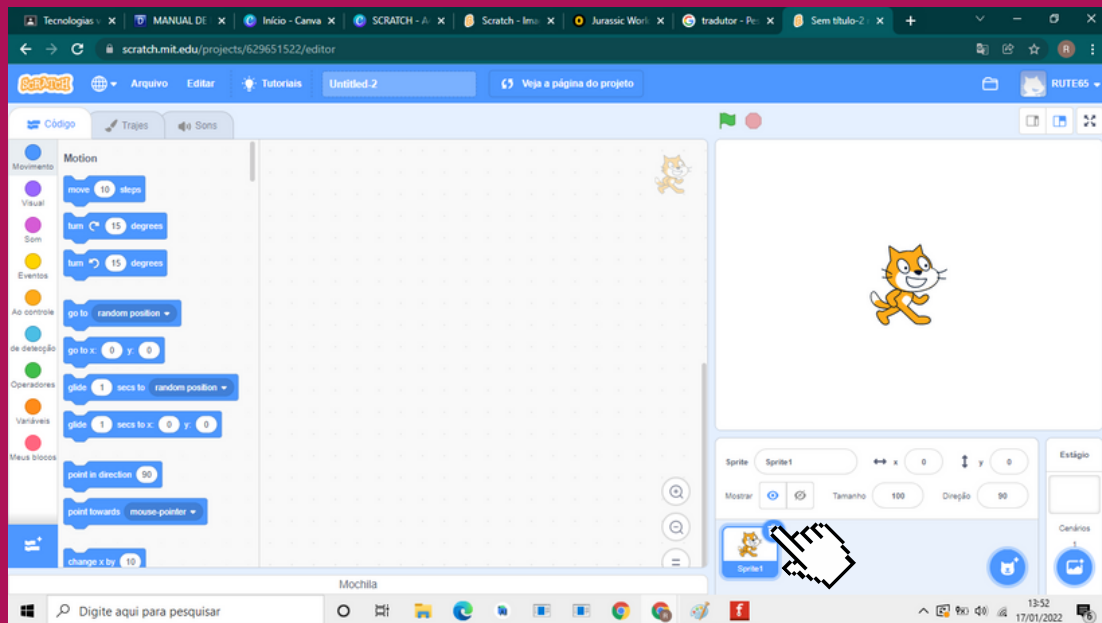 Tecnologias v
MANUAL DE
Início - Canva
SCRATCH - A
Scratch - Ima
Jurassic Worl
tradutor - Pe
Sem título-2
scratch.mit.edu/projects/629651522/editor
R
SCRATCH
Arquivo
Editar
Tutoriais
Untitled-2
Veja a página do projeto
RUTE65
Código
Trajes
Sons
Movimento
Visual
Som
Eventos
Ao controle
de detecção
Operadores
Variáveis
Meus blocos
Motion
move 10 steps
turn 15 degrees
turn 15 degrees
go to random position
go to x: 0 y: 0
glide 1 secs to random position
glide 1 secs to x: 0 y: 0
point in direction 90
point towards mouse-pointer
change x by 10
Mochila
Sprite Sprite1 x 0 y 0
Mostrar Tamanho 100 Direção 90
Sprite1
Estágio
Cenários
1
Digite aqui para pesquisar
13:52
17/01/2022
6